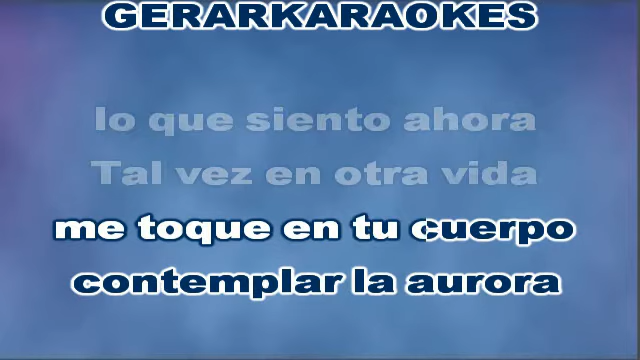 GERARKARAOKES
lo que siento ahora
Tal vez en otra vida
me toque en tu cuerpo
contemplar la aurora